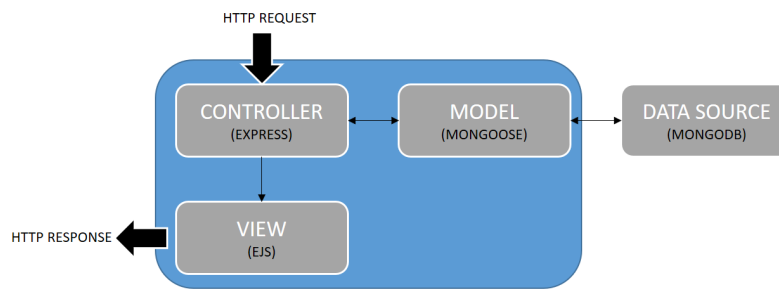 HTTP REQUEST
CONTROLLER
(EXPRESS)
MODEL
(MONGOOSE)
DATA SOURCE
(MONGODB)
VIEW
(EJS)
HTTP RESPONSE